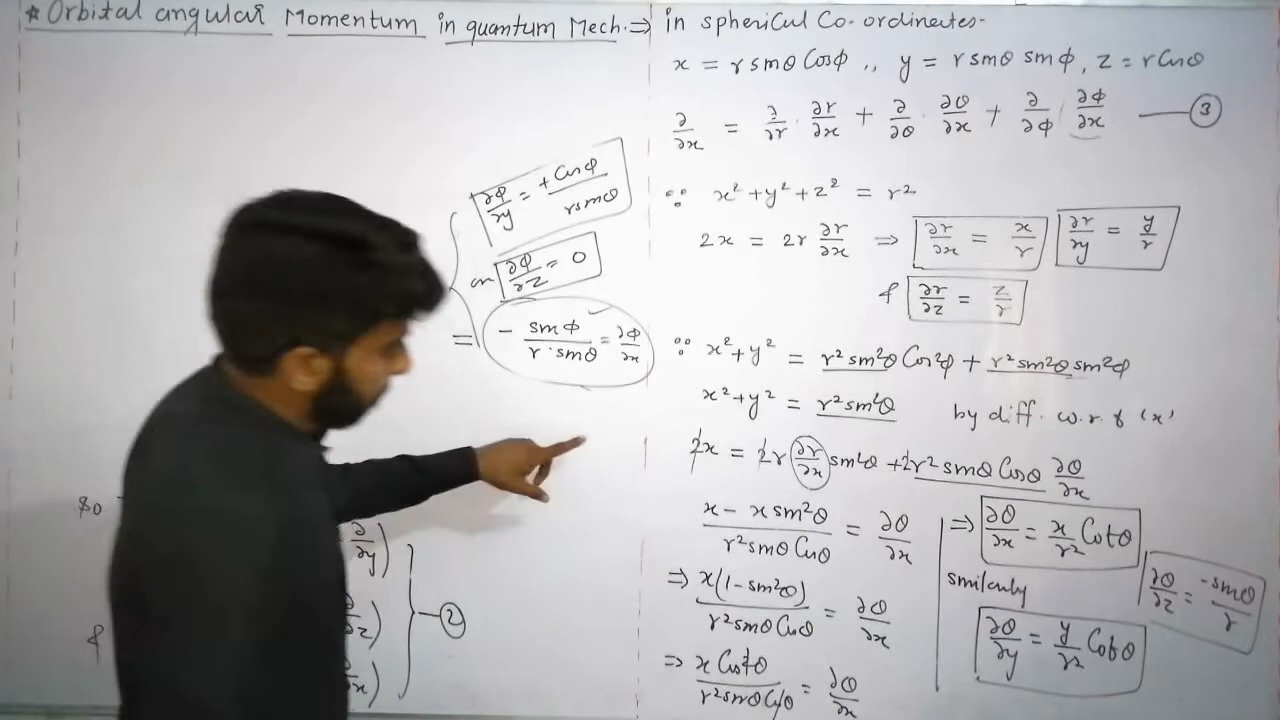 * Orbital angular Momentum in quantum Mech. ⇒ in sphericul Co-ordinates-
x = r sinθ Cosϕ ,, y = r sinθ sinϕ, z = r Cosθ
∂/∂x = ∂/∂r · ∂r/∂x + ∂/∂θ · ∂θ/∂x + ∂/∂ϕ · ∂ϕ/∂x —— ③
∂ϕ/∂y = +Cosϕ / r sinθ
∂ϕ/∂z = 0
= - sinϕ / r·sinθ = ∂ϕ/∂x
∵ x² + y² + z² = r²
2x = 2r ∂r/∂x ⇒ ∂r/∂x = x/r ∂r/∂y = y/r
& ∂r/∂z = z/r
∵ x²+y² = r² sin²θ Cos²ϕ + r² sin²θ sin²ϕ
x²+y² = r² sin²θ by diff. w.r.t 'x'
2x = 2r ∂r/∂x sin²θ + 2r² sinθ Cosθ ∂θ/∂x
x - x sin²θ / r² sinθ Cosθ = ∂θ/∂x
⇒ x(1-sin²θ) / r² sinθ Cosθ = ∂θ/∂x
⇒ x Cos²θ / r² sinθ Cosθ = ∂θ/∂x
⇒ ∂θ/∂x = x/r² Cotθ
similarly
∂θ/∂y = y/r² Cotθ
∂θ/∂z = -sinθ / r
So
∂/∂y)
∂/∂z) } — ②
& ∂/∂x)